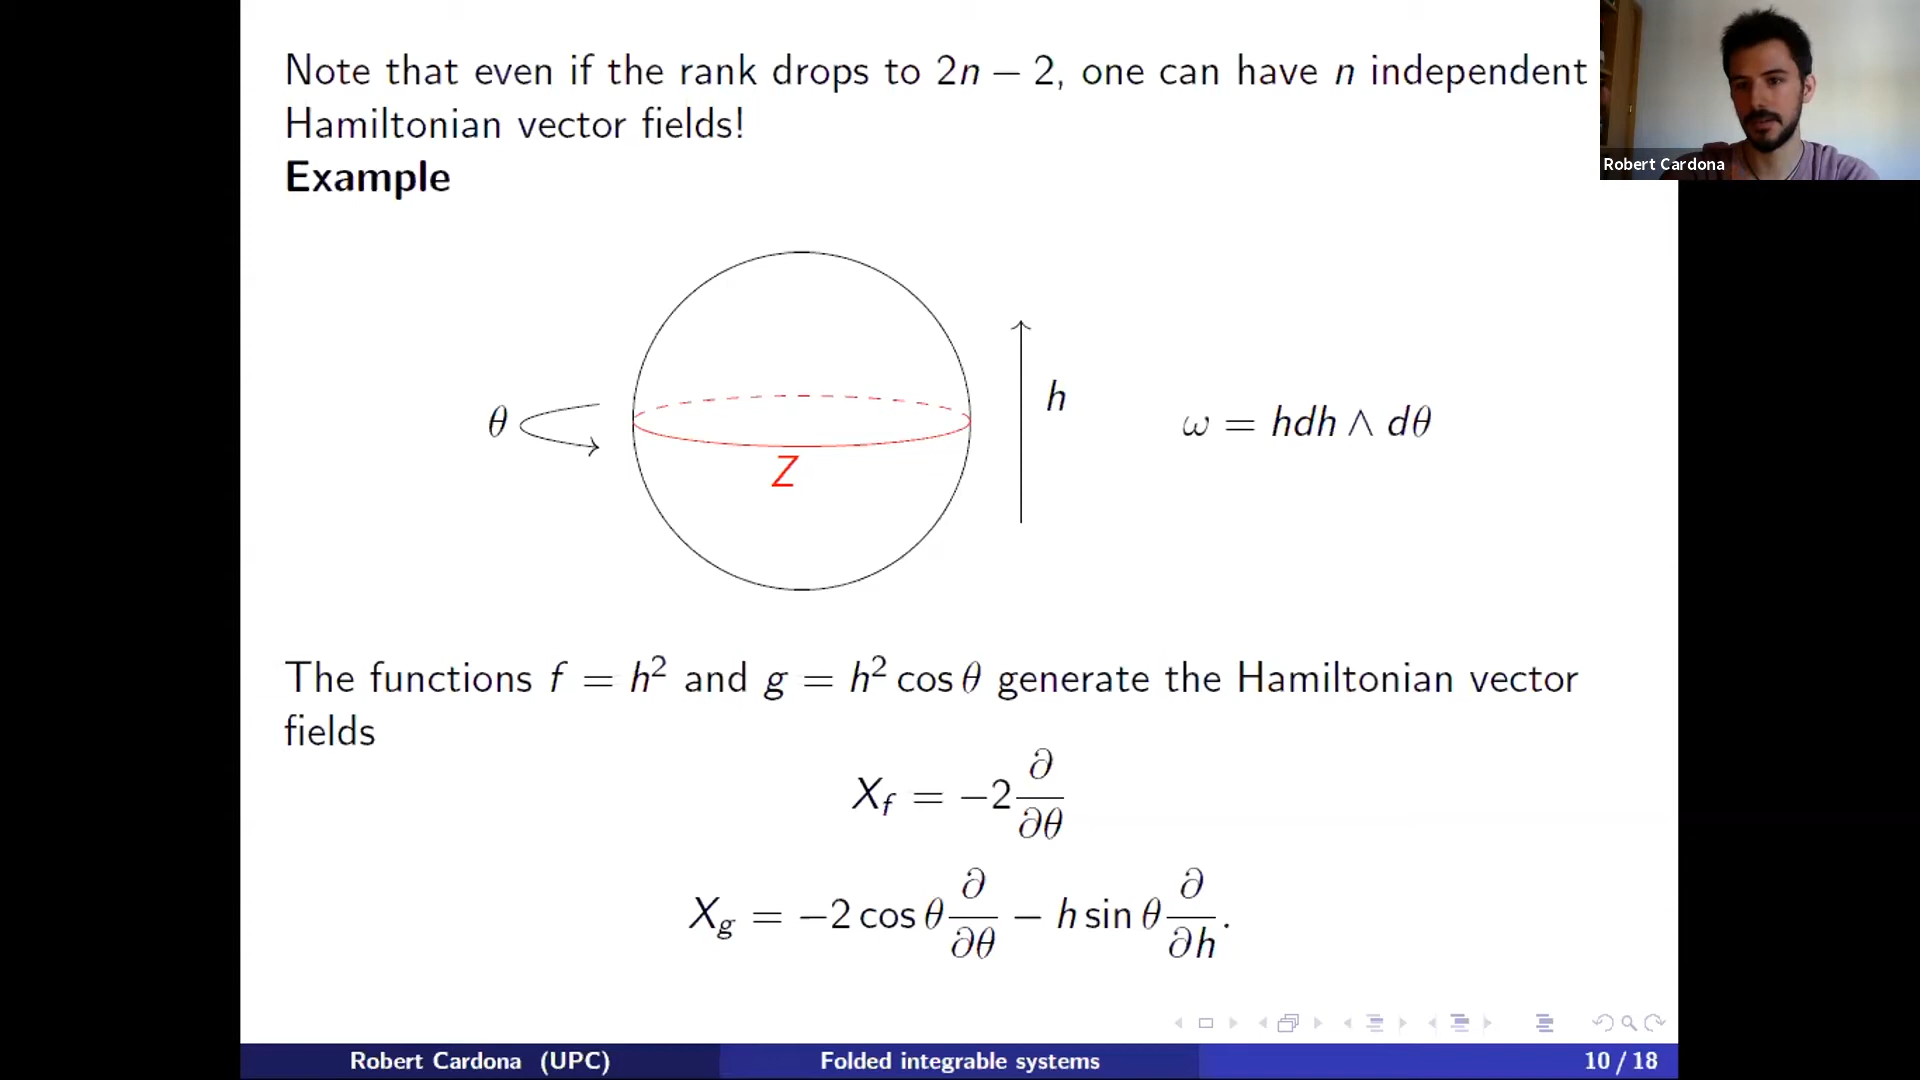 Note that even if the rank drops to 2n − 2, one can have n independent
Hamiltonian vector fields!
Example
Robert Cardona
h
θ
ω = hdh ∧ dθ
Z
The functions f = h² and g = h² cos θ generate the Hamiltonian vector
fields
X_f = −2 ∂/∂θ
X_g = −2 cos θ ∂/∂θ − h sin θ ∂/∂h.
Robert Cardona (UPC) Folded integrable systems 10 / 18